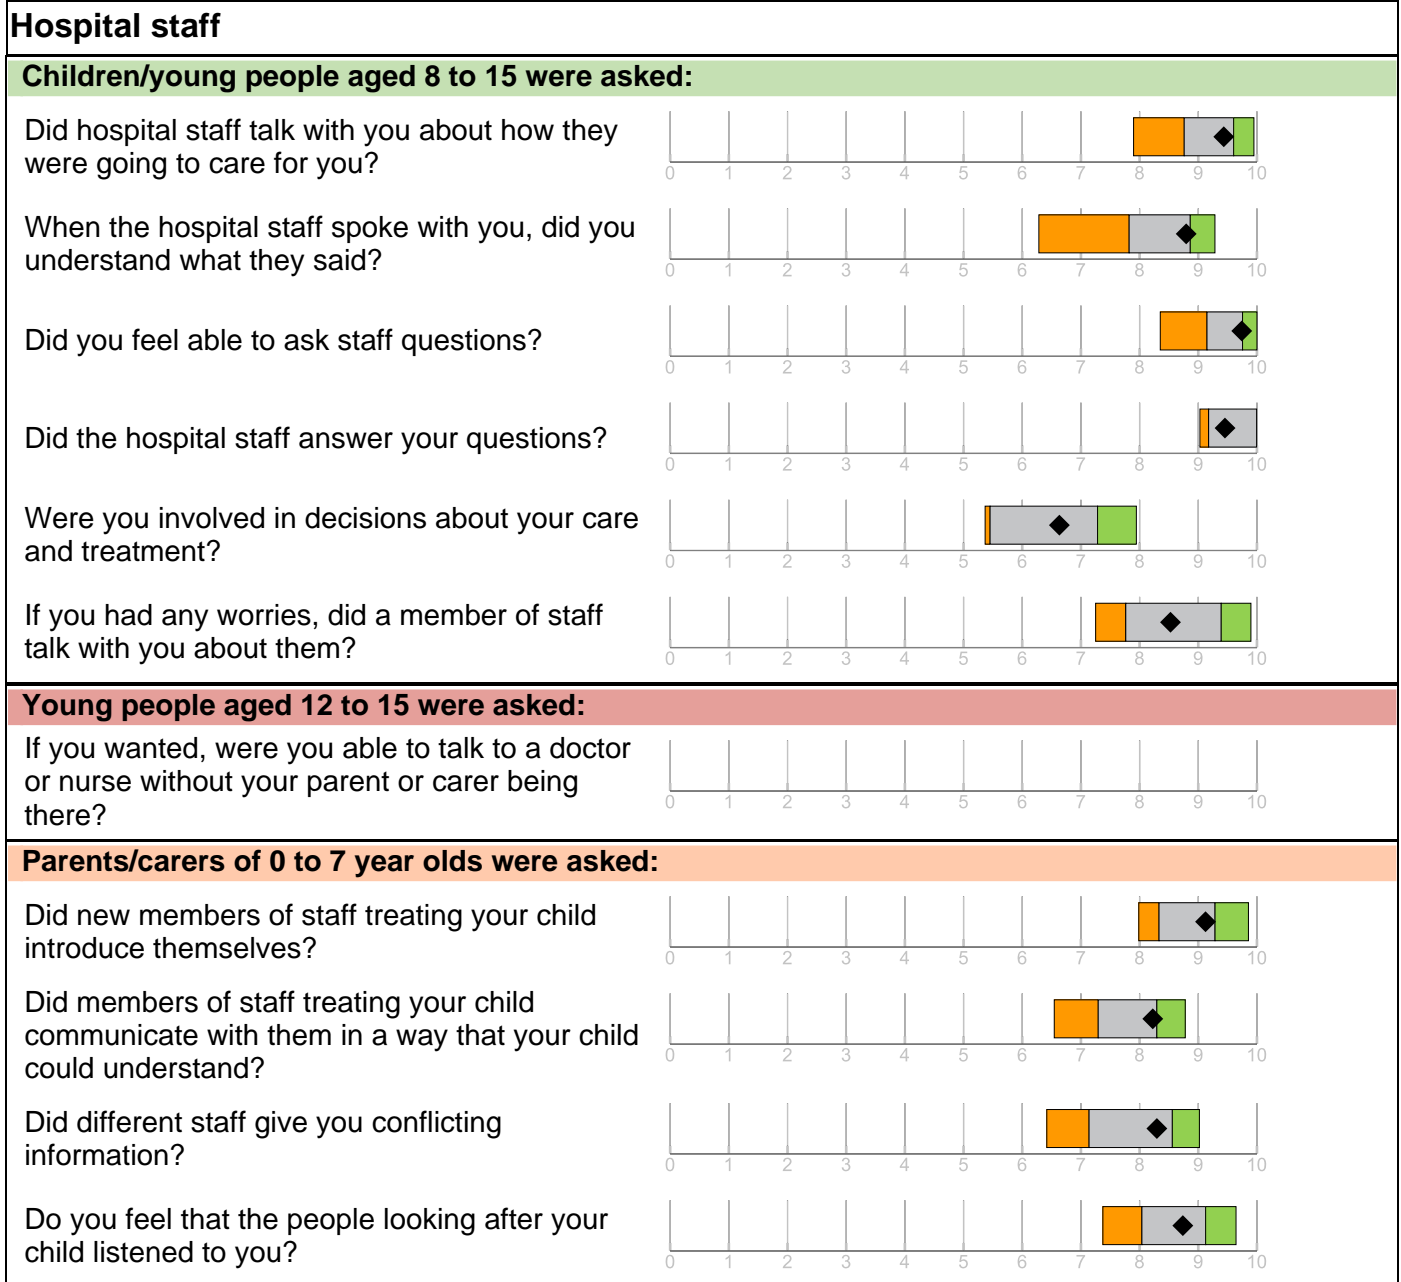 Hospital staff
Children/young people aged 8 to 15 were asked:
Did hospital staff talk with you about how they
were going to care for you?
0 1 2 3 4 5 6 7 8 9 10
When the hospital staff spoke with you, did you
understand what they said?
0 1 2 3 4 5 6 7 8 9 10
Did you feel able to ask staff questions?
0 1 2 3 4 5 6 7 8 9 10
Did the hospital staff answer your questions?
0 1 2 3 4 5 6 7 8 9 10
Were you involved in decisions about your care
and treatment?
0 1 2 3 4 5 6 7 8 9 10
If you had any worries, did a member of staff
talk with you about them?
0 1 2 3 4 5 6 7 8 9 10
Young people aged 12 to 15 were asked:
If you wanted, were you able to talk to a doctor
or nurse without your parent or carer being
there?
0 1 2 3 4 5 6 7 8 9 10
Parents/carers of 0 to 7 year olds were asked:
Did new members of staff treating your child
introduce themselves?
0 1 2 3 4 5 6 7 8 9 10
Did members of staff treating your child
communicate with them in a way that your child
could understand?
0 1 2 3 4 5 6 7 8 9 10
Did different staff give you conflicting
information?
0 1 2 3 4 5 6 7 8 9 10
Do you feel that the people looking after your
child listened to you?
0 1 2 3 4 5 6 7 8 9 10